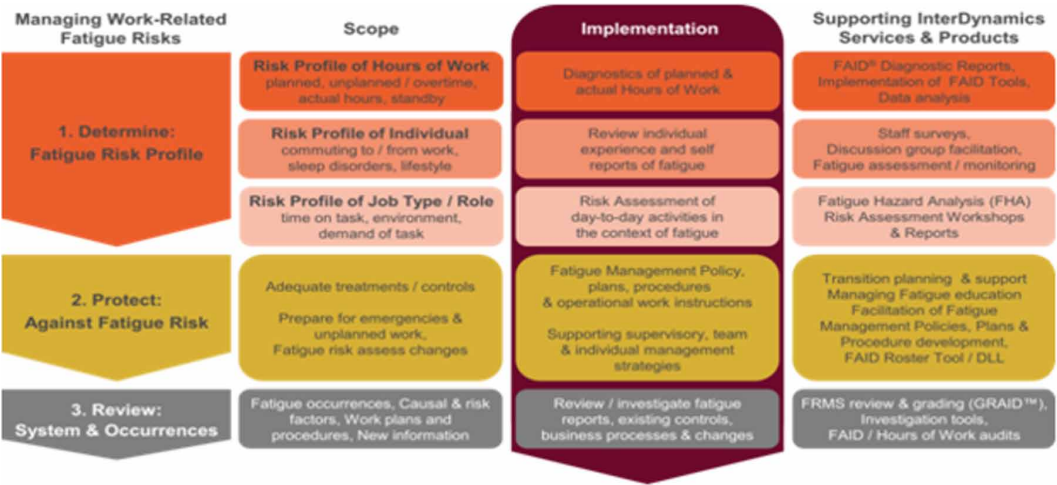 Managing Work-Related
Fatigue Risks
Scope
Implementation
Supporting InterDynamics
Services & Products
1. Determine:
Fatigue Risk Profile
Risk Profile of Hours of Work
planned, unplanned / overtime,
actual hours, standby
Diagnostics of planned &
actual Hours of Work
FAID® Diagnostic Reports,
Implementation of FAID Tools,
Data analysis
Risk Profile of Individual
commuting to / from work,
sleep disorders, lifestyle
Review individual
experience and self
reports of fatigue
Staff surveys,
Discussion group facilitation,
Fatigue assessment / monitoring
Risk Profile of Job Type / Role
time on task, environment,
demand of task
Risk Assessment of
day-to-day activities in
the context of fatigue
Fatigue Hazard Analysis (FHA)
Risk Assessment Workshops
& Reports
2. Protect:
Against Fatigue Risk
Adequate treatments / controls
Prepare for emergencies &
unplanned work,
Fatigue risk assess changes
Fatigue Management Policy,
plans, procedures
& operational work instructions
Supporting supervisory, team
& individual management
strategies
Transition planning & support
Managing Fatigue education
Facilitation of Fatigue
Management Policies, Plans &
Procedure development,
FAID Roster Tool / DLL
3. Review:
System & Occurrences
Fatigue occurrences, Causal & risk
factors, Work plans and
procedures, New information
Review / investigate fatigue
reports, existing controls,
business processes & changes
FRMS review & grading (GRAID™),
Investigation tools,
FAID / Hours of Work audits